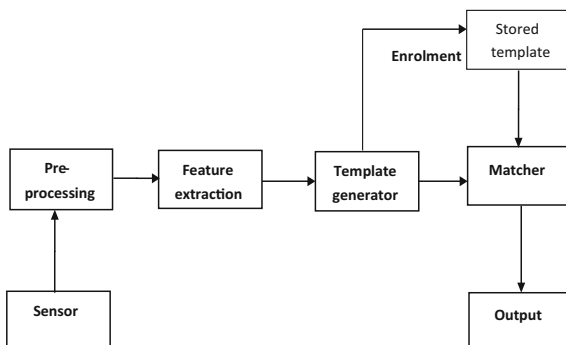 Stored
template
Enrolment
Pre-
processing
Feature
extraction
Template
generator
Matcher
Sensor
Output